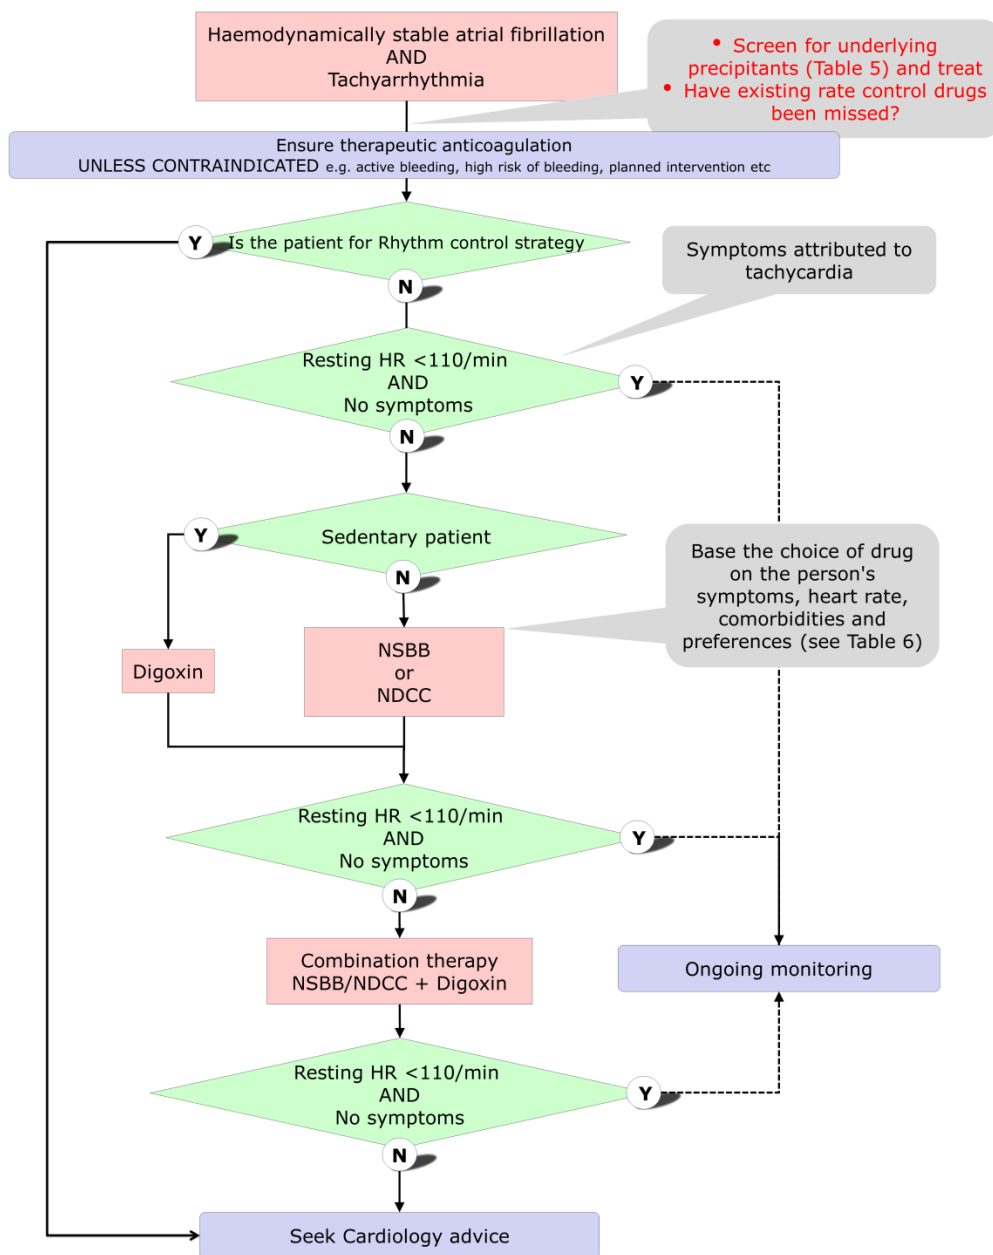 Haemodynamically stable atrial fibrillation
AND
Tachyarrhythmia
• Screen for underlying
precipitants (Table 5) and treat
• Have existing rate control drugs
been missed?
Ensure therapeutic anticoagulation
UNLESS CONTRAINDICATED e.g. active bleeding, high risk of bleeding, planned intervention etc
Y
Is the patient for Rhythm control strategy
N
Symptoms attributed to
tachycardia
Resting HR <110/min
AND
No symptoms
Y
N
Y
Sedentary patient
N
Base the choice of drug
on the person's
symptoms, heart rate,
comorbidities and
preferences (see Table 6)
Digoxin
NSBB
or
NDCC
Resting HR <110/min
AND
No symptoms
Y
N
Combination therapy
NSBB/NDCC + Digoxin
Ongoing monitoring
Resting HR <110/min
AND
No symptoms
Y
N
Seek Cardiology advice